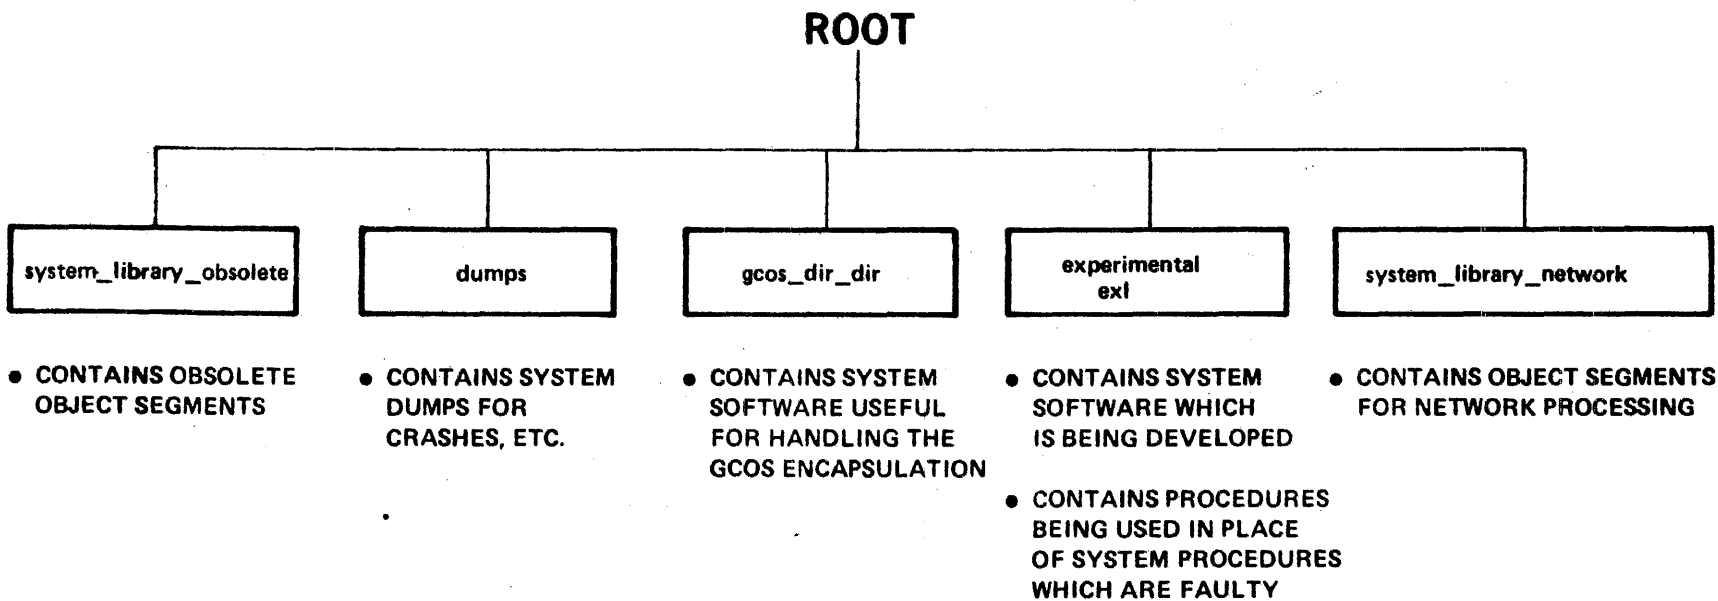 ROOT
system_library_obsolete
dumps
gcos_dir_dir
experimental
exl
system_library_network
• CONTAINS OBSOLETE
OBJECT SEGMENTS
• CONTAINS SYSTEM
DUMPS FOR
CRASHES, ETC.
• CONTAINS SYSTEM
SOFTWARE USEFUL
FOR HANDLING THE
GCOS ENCAPSULATION
• CONTAINS SYSTEM
SOFTWARE WHICH
IS BEING DEVELOPED
• CONTAINS PROCEDURES
BEING USED IN PLACE
OF SYSTEM PROCEDURES
WHICH ARE FAULTY
• CONTAINS OBJECT SEGMENTS
FOR NETWORK PROCESSING